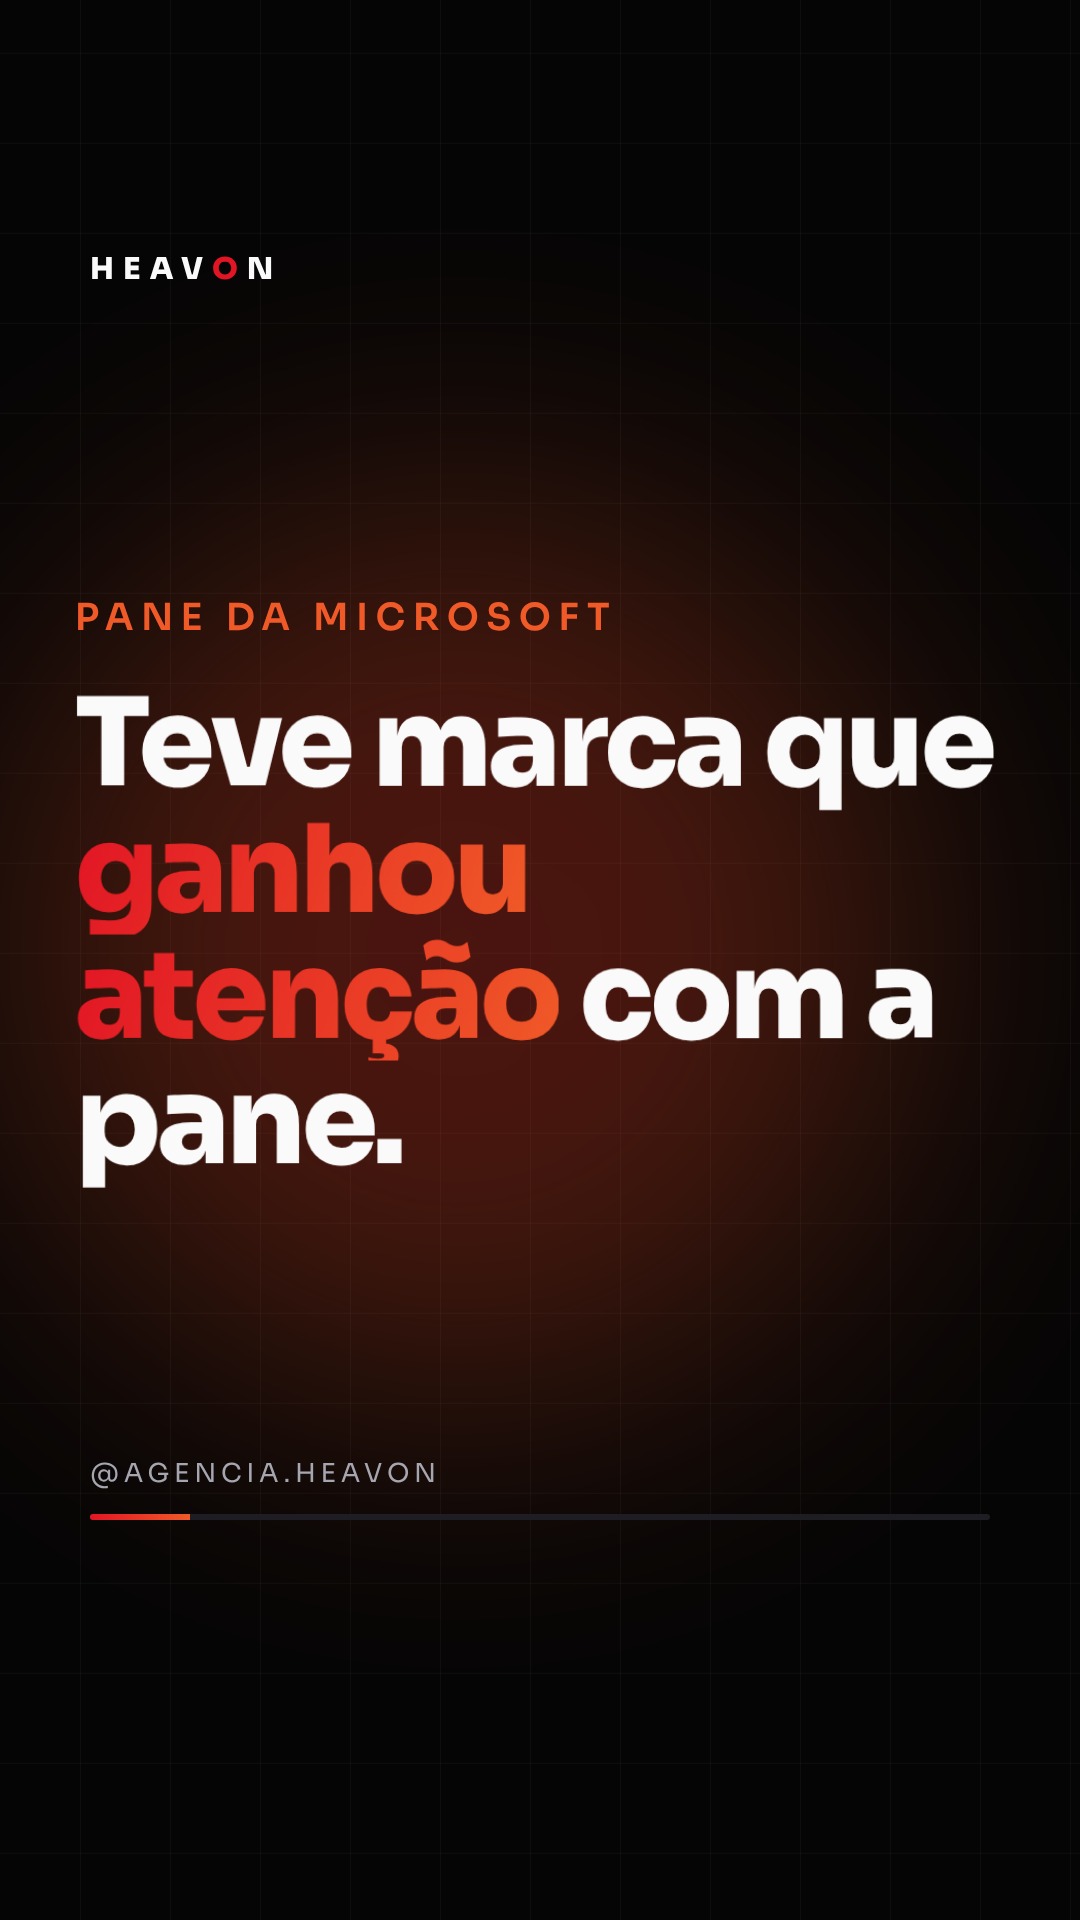 HEAVON
PANE DA MICROSOFT
Teve marca que
ganhou
atenção com a
pane.
@AGENCIA.HEAVON